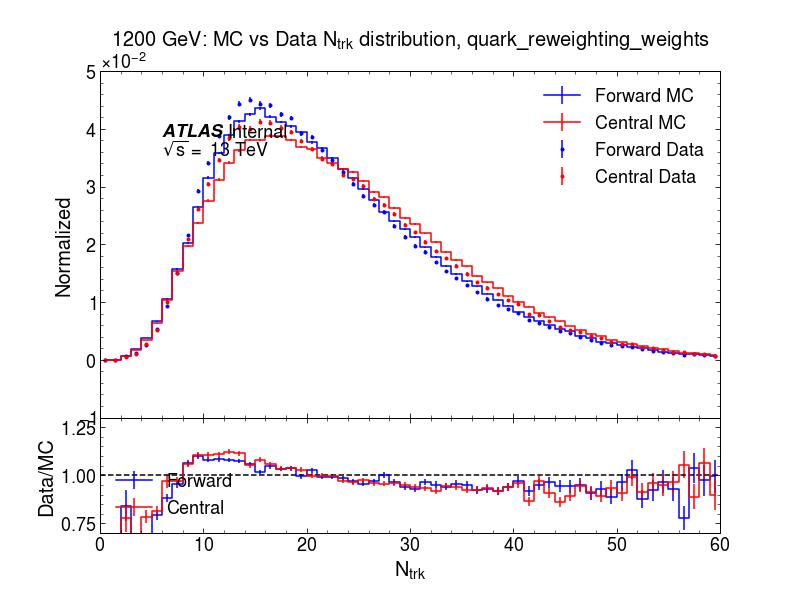 1200 GeV: MC vs Data N_trk distribution, quark_reweighting_weights
×10⁻²
5
4
3
2
1
0
−1
Normalized
ATLAS Internal
√s = 13 TeV
Forward MC
Central MC
Forward Data
Central Data
1.25
1.00
0.75
Data/MC
Forward
Central
0 10 20 30 40 50 60
N_trk